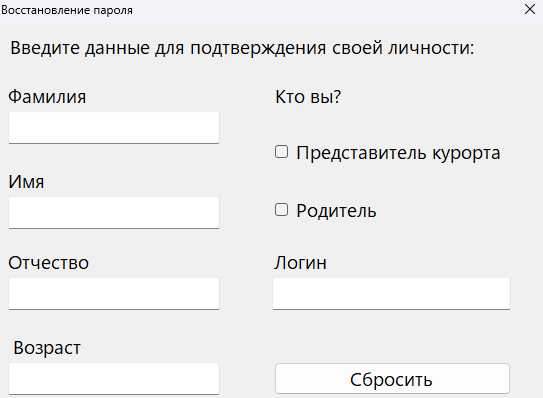 Восстановление пароля
Введите данные для подтверждения своей личности:
Фамилия
Кто вы?
Представитель курорта
Имя
Родитель
Отчество
Логин
Возраст
Сбросить